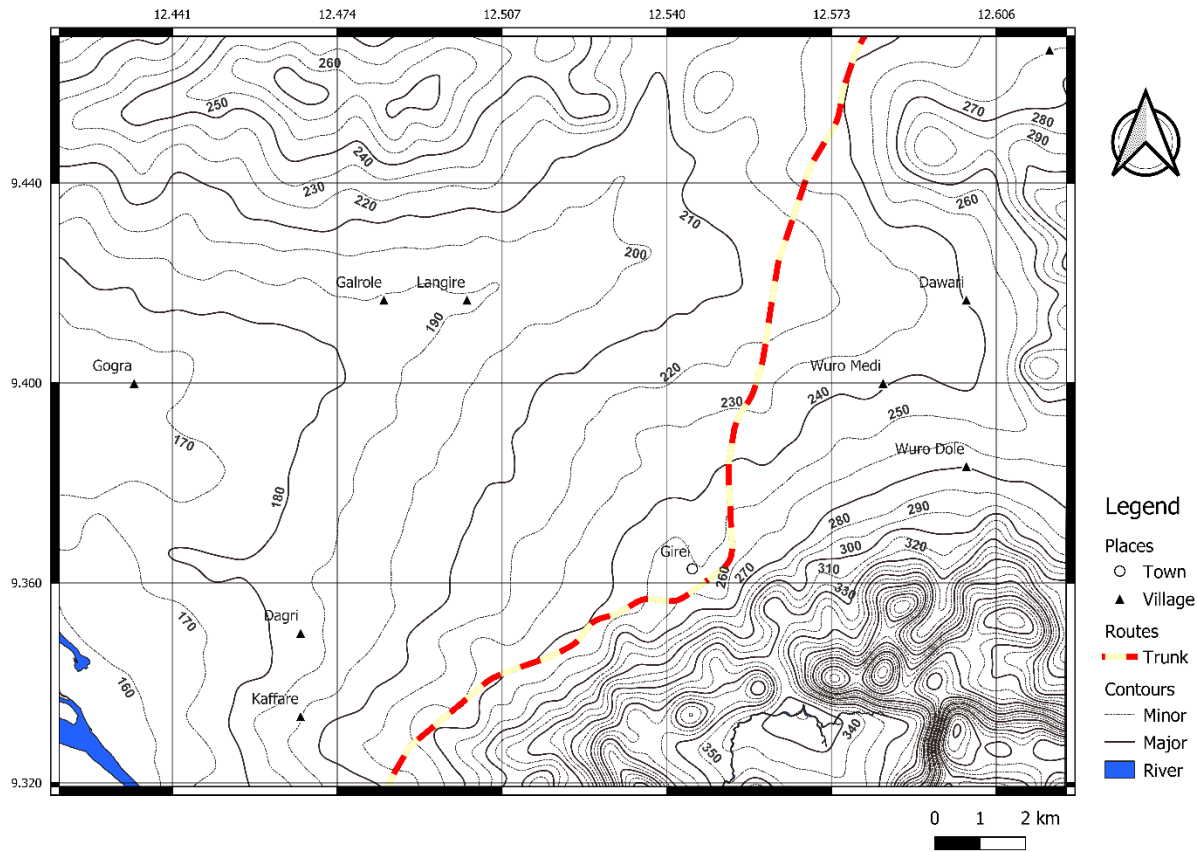 12.441 12.474 12.507 12.540 12.573 12.606
260
250
270
280
290
240
9.440
230
220
260
210
200
Galrole
Langire
Dawari
190
Gogra
220
Wuro Medi
9.400
240
230
250
170
Wuro Dole
180
290
280
Girei
300
320
270
260
310
9.360
330
Dagri
170
160
Kaffare
340
350
9.320
Legend
Places
Town
Village
Routes
Trunk
Contours
Minor
Major
River
0 1 2 km